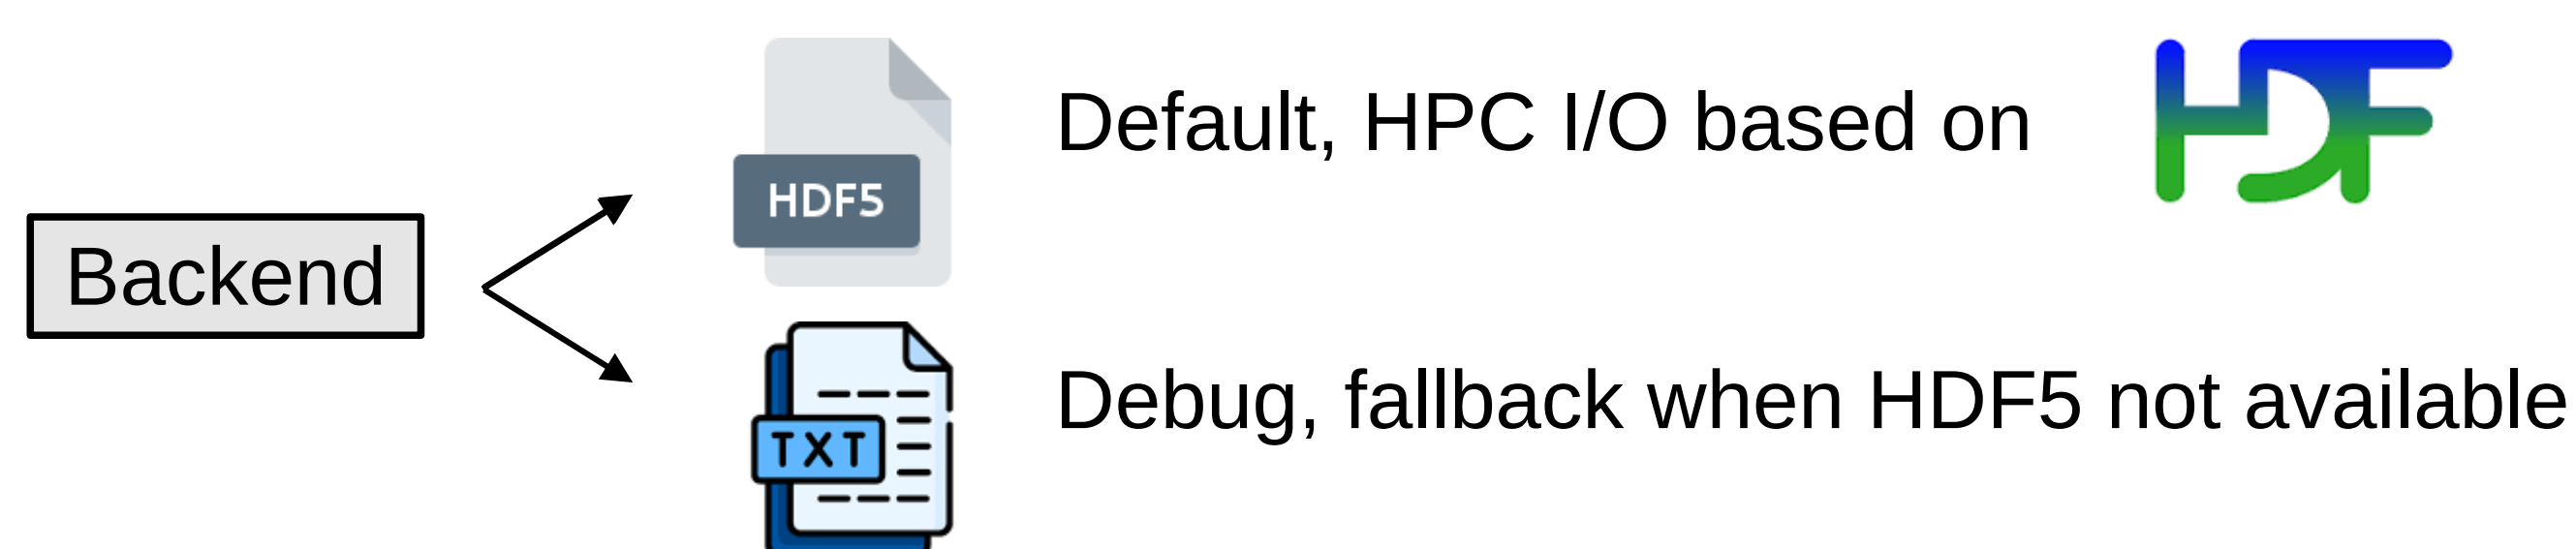 Default, HPC I/O based on
HDF
HDF5
Backend
Debug, fallback when HDF5 not available
TXT